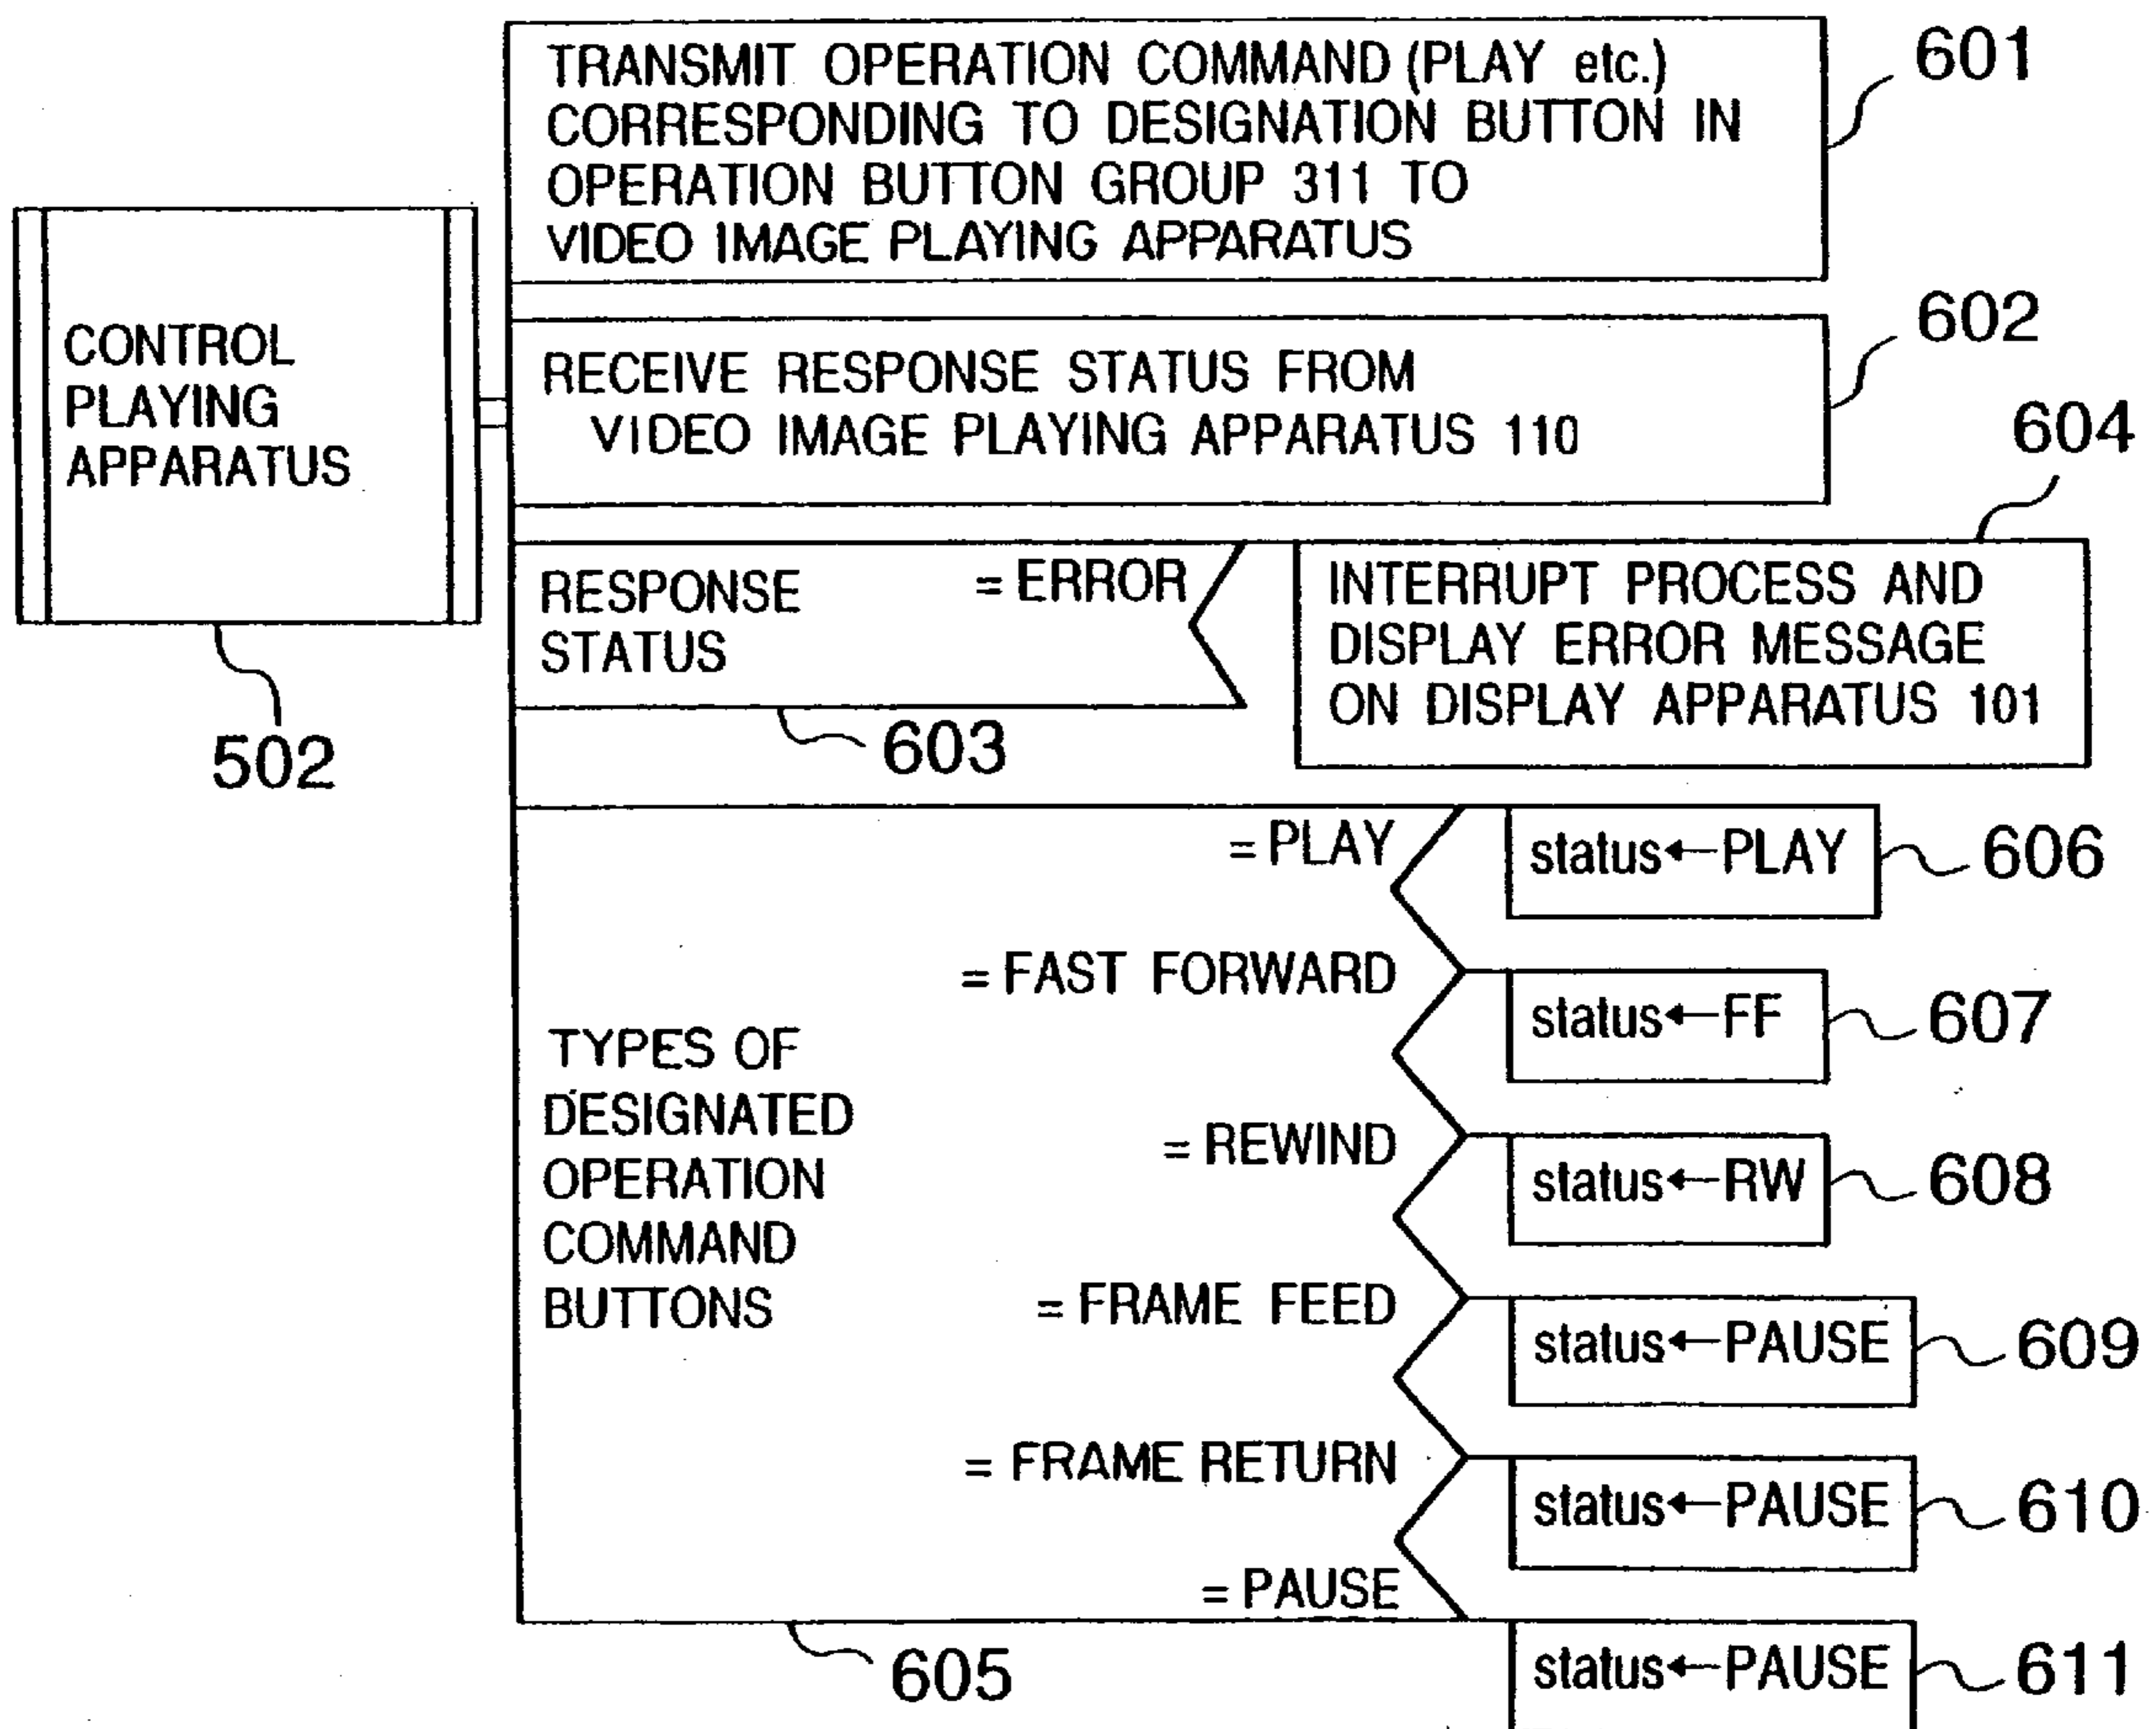 TRANSMIT OPERATION COMMAND (PLAY etc.)
CORRESPONDING TO DESIGNATION BUTTON IN
OPERATION BUTTON GROUP 311 TO
VIDEO IMAGE PLAYING APPARATUS
601
CONTROL
PLAYING
APPARATUS
502
RECEIVE RESPONSE STATUS FROM
VIDEO IMAGE PLAYING APPARATUS 110
602
RESPONSE
STATUS
= ERROR
603
604
INTERRUPT PROCESS AND
DISPLAY ERROR MESSAGE
ON DISPLAY APPARATUS 101
TYPES OF
DESIGNATED
OPERATION
COMMAND
BUTTONS
605
= PLAY
status←PLAY
606
= FAST FORWARD
status←FF
607
= REWIND
status←RW
608
= FRAME FEED
status←PAUSE
609
= FRAME RETURN
status←PAUSE
610
= PAUSE
status←PAUSE
611